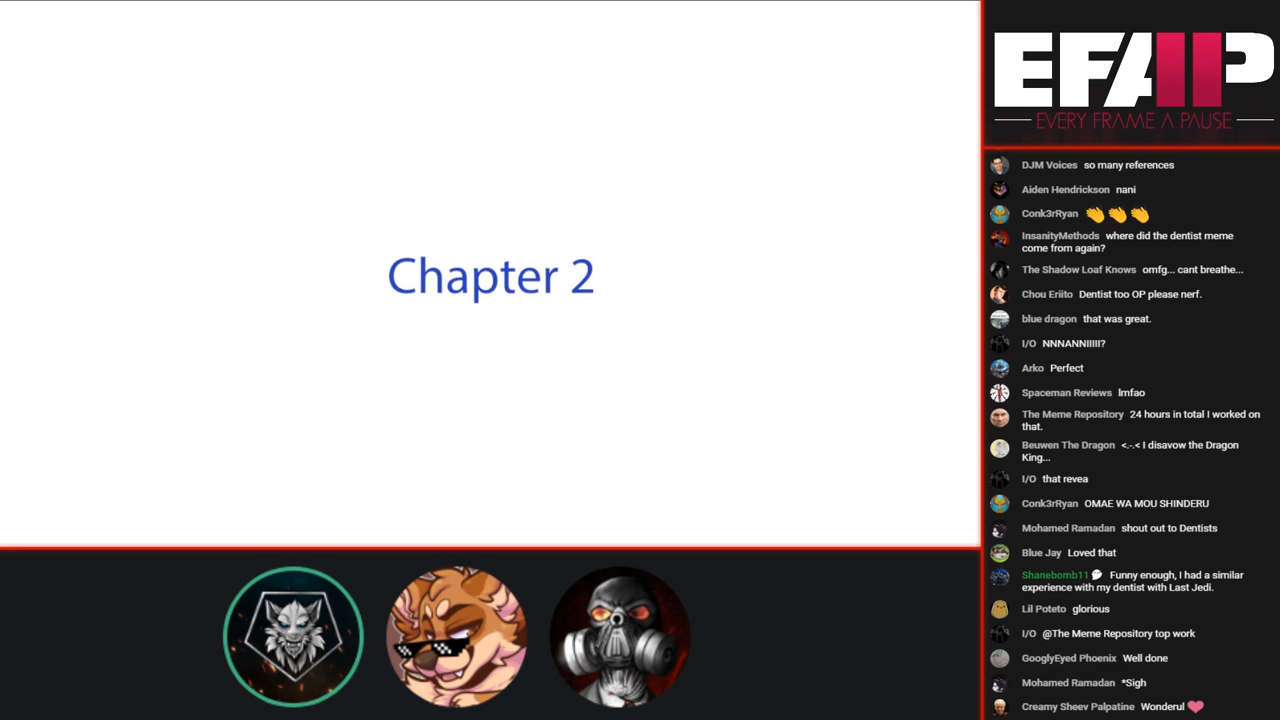 Chapter 2
EFAP
EVERY FRAME A PAUSE
DJM Voices so many references
Aiden Hendrickson nani
Conk3rRyan 👏 👏 👏
InsanityMethods where did the dentist meme
come from again?
The Shadow Loaf Knows omfg... cant breathe...
Chou Eriito Dentist too OP please nerf.
blue dragon that was great.
I/O NNNANNIIIII?
Arko Perfect
Spaceman Reviews lmfao
The Meme Repository 24 hours in total I worked on
that.
Beuwen The Dragon <.-.< I disavow the Dragon
King...
I/O that revea
Conk3rRyan OMAE WA MOU SHINDERU
Mohamed Ramadan shout out to Dentists
Blue Jay Loved that
Shanebomb11 Funny enough, I had a similar
experience with my dentist with Last Jedi.
Lil Poteto glorious
I/O @The Meme Repository top work
GooglyEyed Phoenix Well done
Mohamed Ramadan *Sigh
Creamy Sheev Palpatine Wonderul ❤